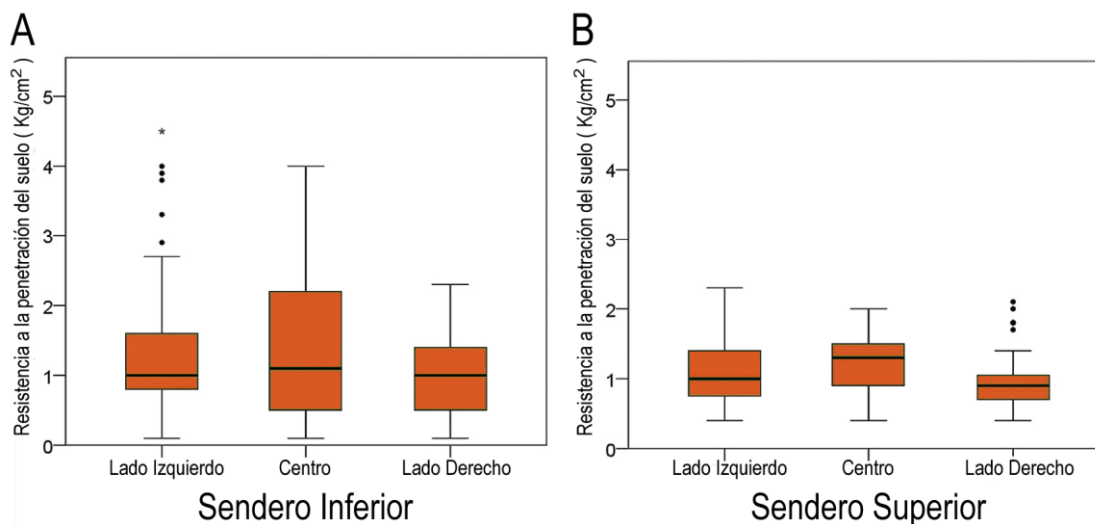 A
Resistencia a la penetración del suelo ( Kg/cm² )
5
4
3
2
1
0
*
Lado Izquierdo Centro Lado Derecho
Sendero Inferior
B
Resistencia a la penetración del suelo ( Kg/cm² )
5
4
3
2
1
0
Lado Izquierdo Centro Lado Derecho
Sendero Superior